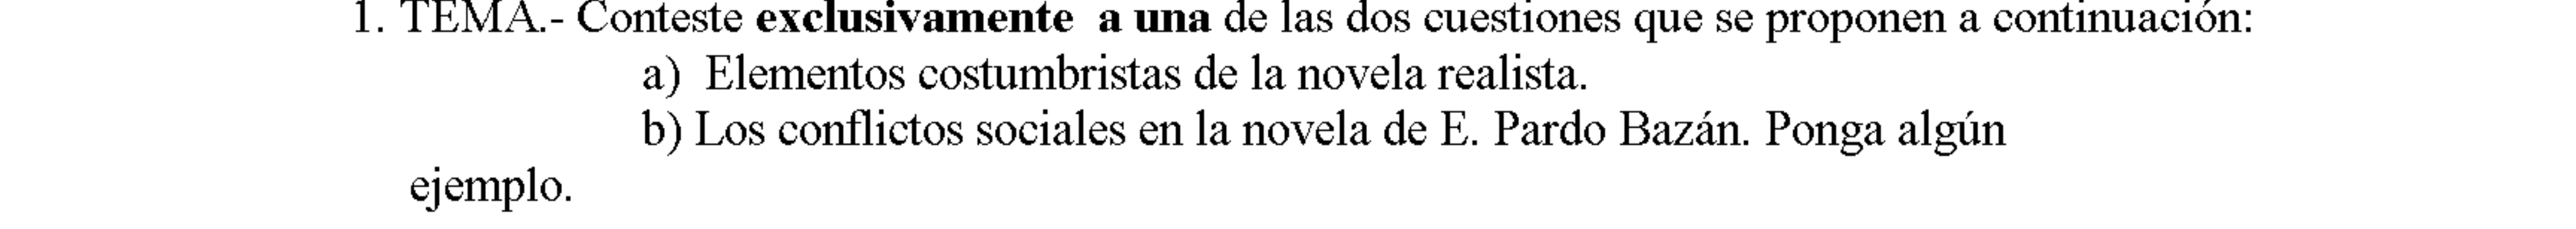 1. TEMA.- Conteste exclusivamente a una de las dos cuestiones que se proponen a continuación:
a) Elementos costumbristas de la novela realista.
b) Los conflictos sociales en la novela de E. Pardo Bazán. Ponga algún
ejemplo.